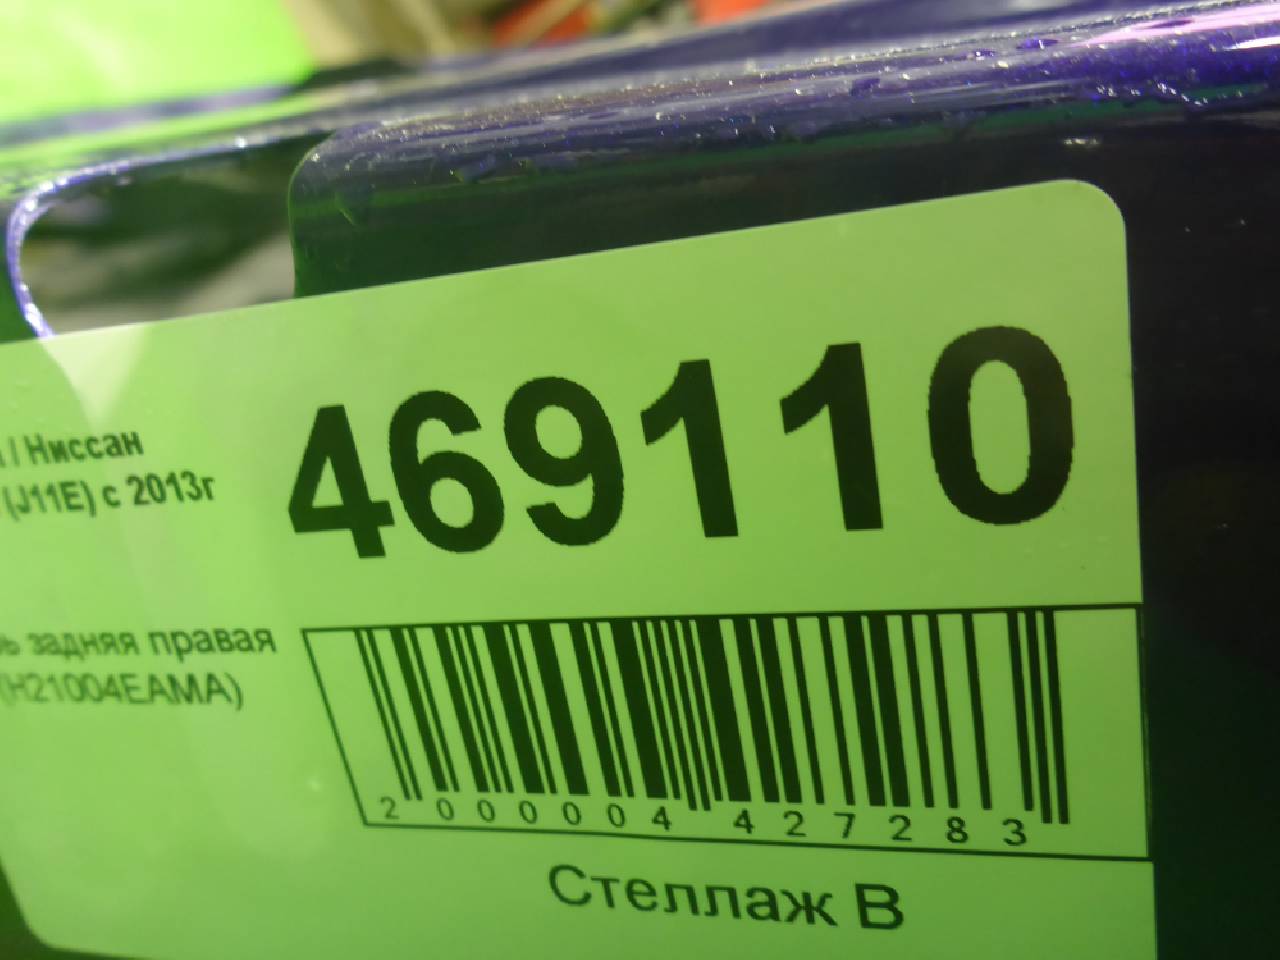 / Ниссан
(J11E) с 2013г
469110
задняя правая
(H21004EAMA)
2 000004 427283
Стеллаж В